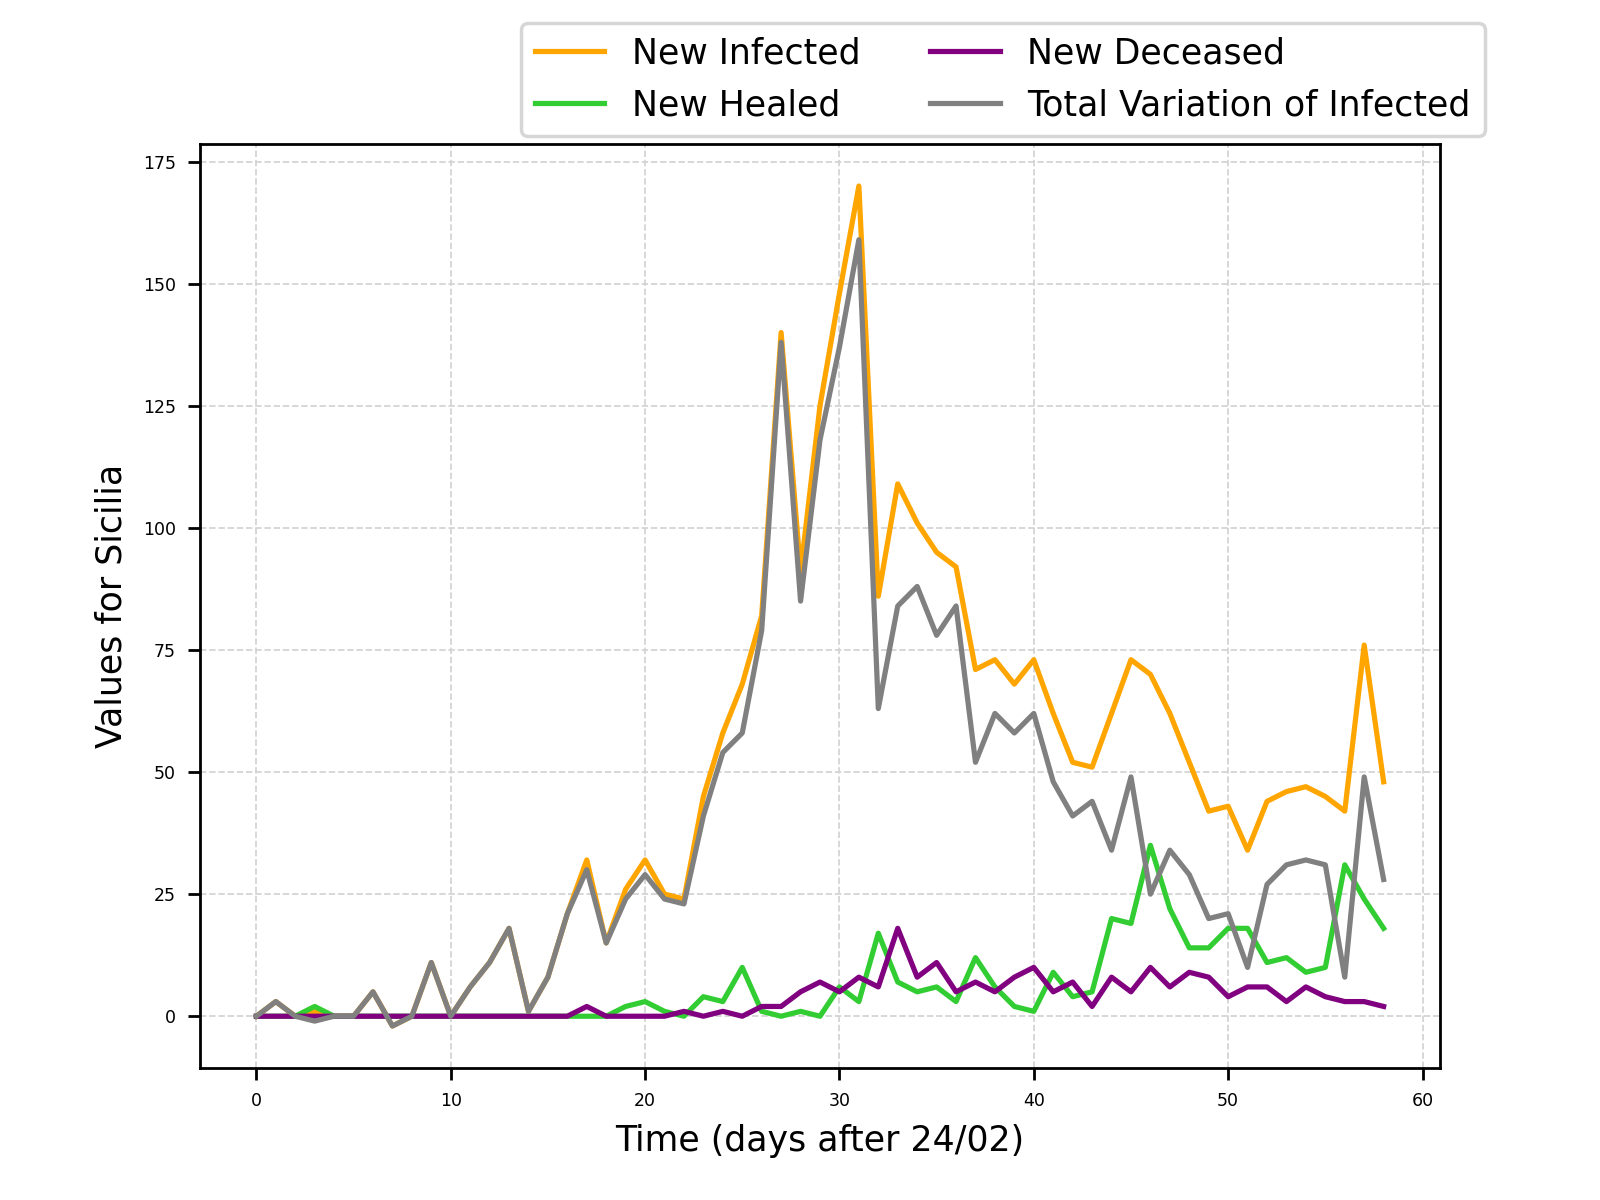 New Infected
New Healed
New Deceased
Total Variation of Infected
175
150
125
100
75
50
25
0
Values for Sicilia
0 10 20 30 40 50 60
Time (days after 24/02)